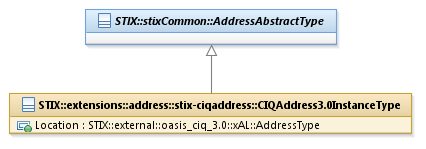 STIX::stixCommon::AddressAbstractType
STIX::extensions::address::stix-ciqaddress::CIQAddress3.0InstanceType
Location : STIX::external::oasis_ciq_3.0::xAL::AddressType